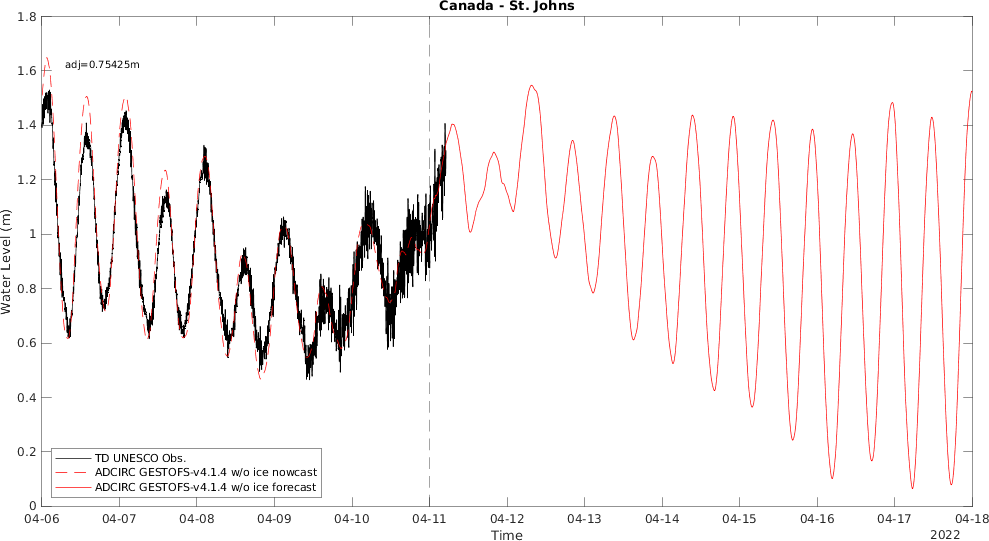 Canada - St. Johns
adj=0.75425m
1.8
1.6
1.4
1.2
1
0.8
0.6
0.4
0.2
0
Water Level (m)
TD UNESCO Obs.
ADCIRC GESTOFS-v4.1.4 w/o ice nowcast
ADCIRC GESTOFS-v4.1.4 w/o ice forecast
04-06 04-07 04-08 04-09 04-10 04-11 04-12 04-13 04-14 04-15 04-16 04-17 04-18
Time
2022